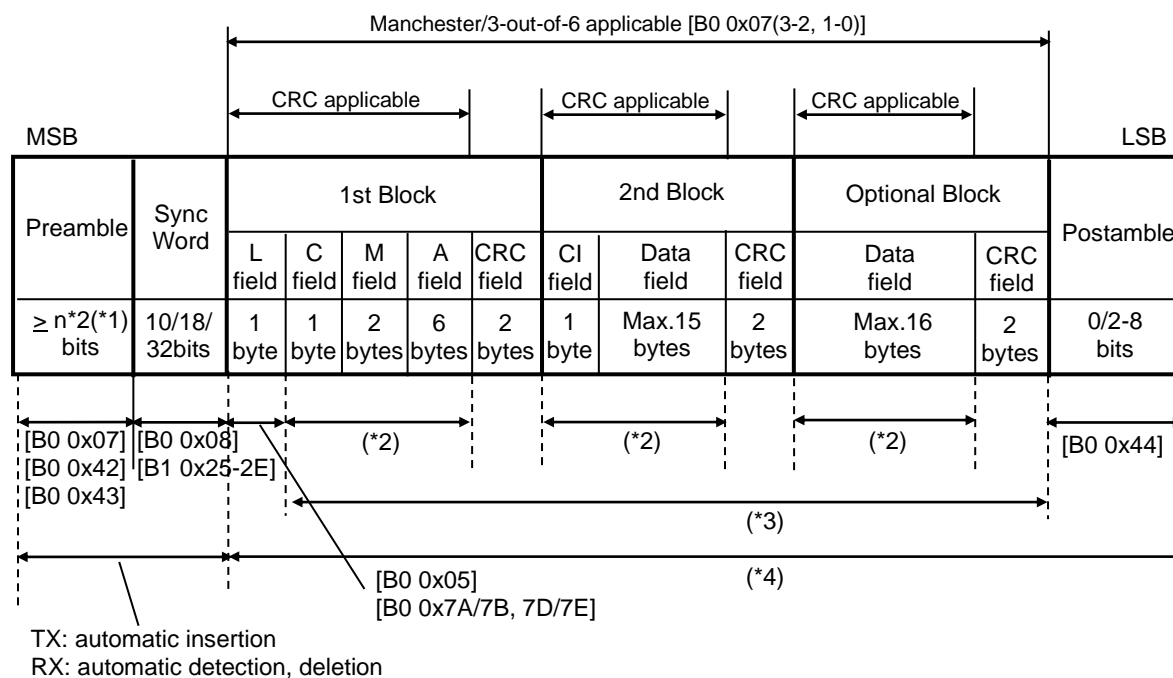 Manchester/3-out-of-6 applicable [B0 0x07(3-2, 1-0)]
CRC applicable CRC applicable CRC applicable
MSB LSB
Preamble Sync Word 1st Block 2nd Block Optional Block Postamble
L field C field M field A field CRC field CI field Data field CRC field Data field CRC field
≥ n*2(*1) bits 10/18/ 32bits 1 byte 1 byte 2 bytes 6 bytes 2 bytes 1 byte Max.15 bytes 2 bytes Max.16 bytes 2 bytes 0/2-8 bits
[B0 0x07] [B0 0x08] (*2) (*2) (*2) [B0 0x44]
[B0 0x42] [B1 0x25-2E]
[B0 0x43]
(*3)
(*4)
[B0 0x05]
[B0 0x7A/7B, 7D/7E]
TX: automatic insertion
RX: automatic detection, deletion